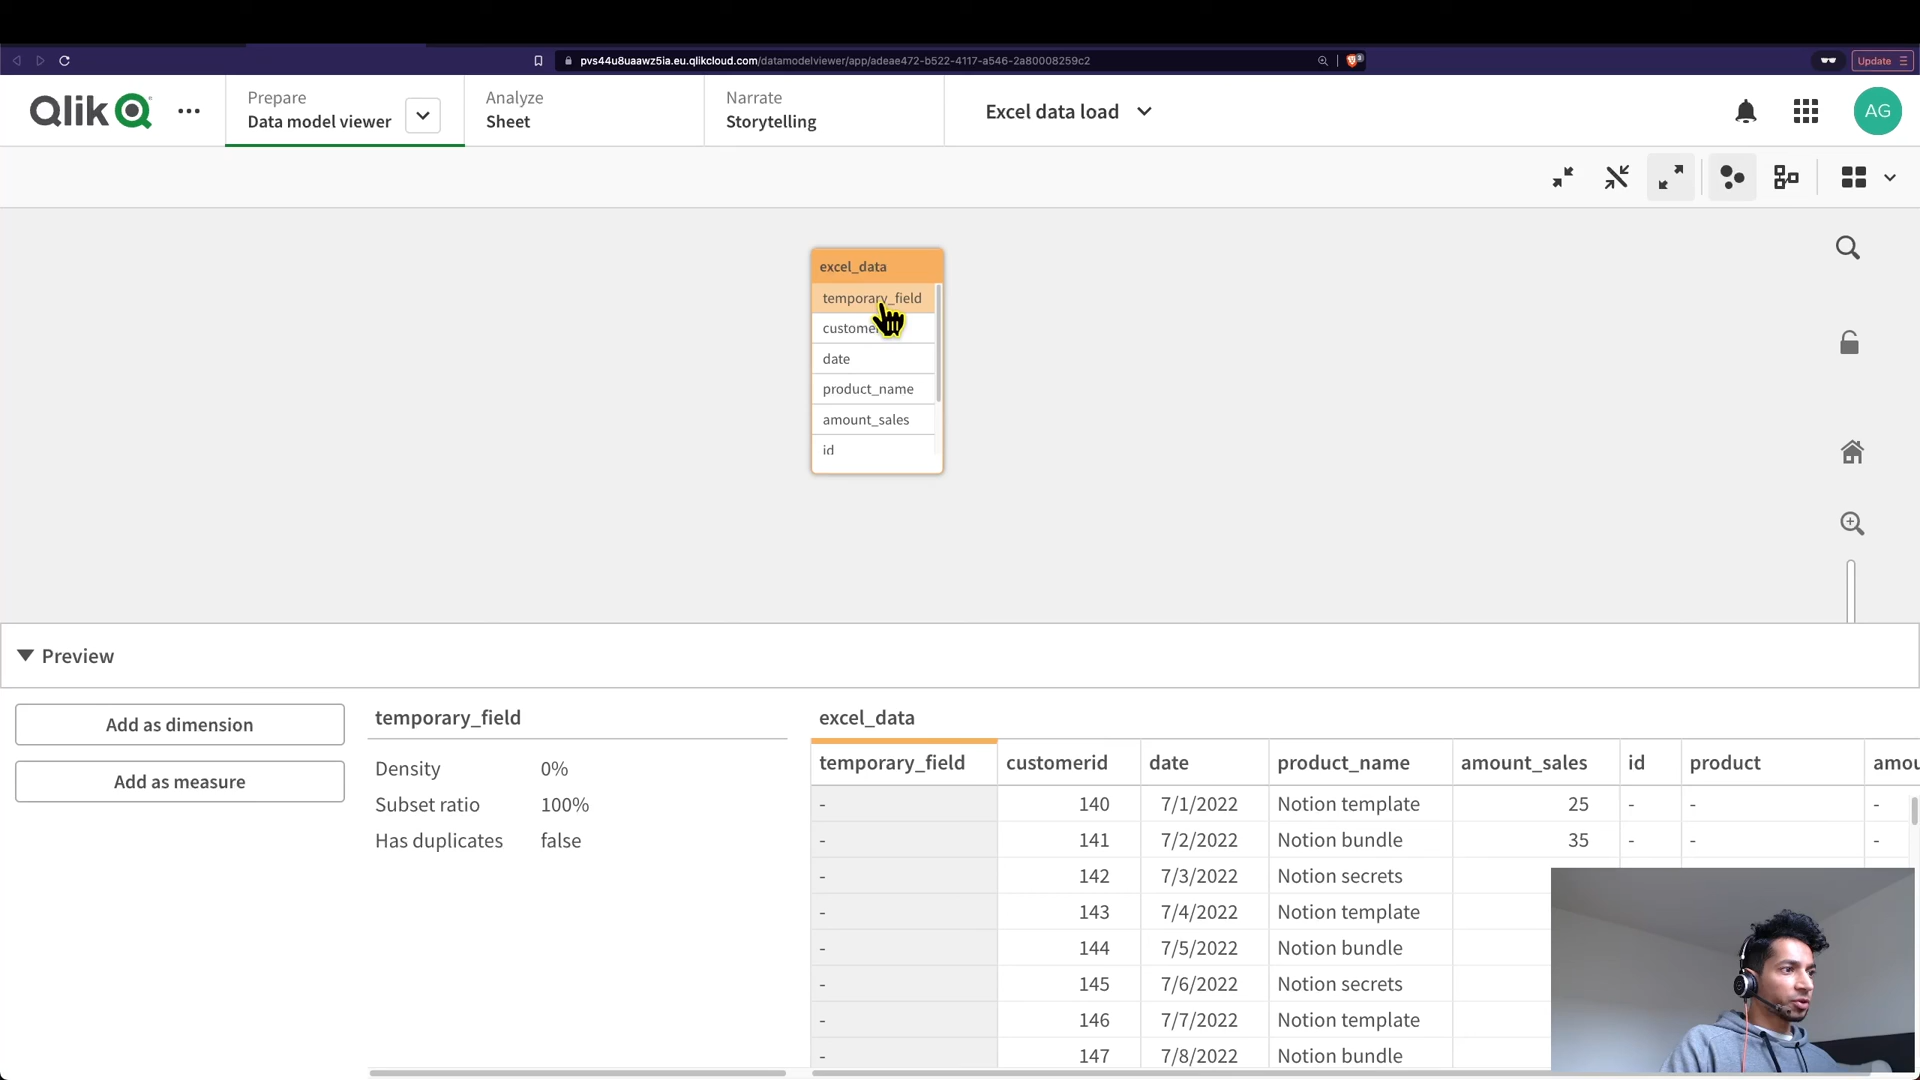 pvs44u8uaawz5ia.eu.qlikcloud.com/datamodelviewer/app/adeae472-b522-4117-a546-2a80008259c2
Update
Qlik
Prepare
Data model viewer
Analyze
Sheet
Narrate
Storytelling
Excel data load
AG
excel_data
temporary_field
date
product_name
amount_sales
id
Preview
Add as dimension
Add as measure
temporary_field
Density 0%
Subset ratio 100%
Has duplicates false
excel_data
temporary_field customerid date product_name amount_sales id product amou
- 140 7/1/2022 Notion template 25 - - -
- 141 7/2/2022 Notion bundle 35 - - -
- 142 7/3/2022 Notion secrets
- 143 7/4/2022 Notion template
- 144 7/5/2022 Notion bundle
- 145 7/6/2022 Notion secrets
- 146 7/7/2022 Notion template
- 147 7/8/2022 Notion bundle